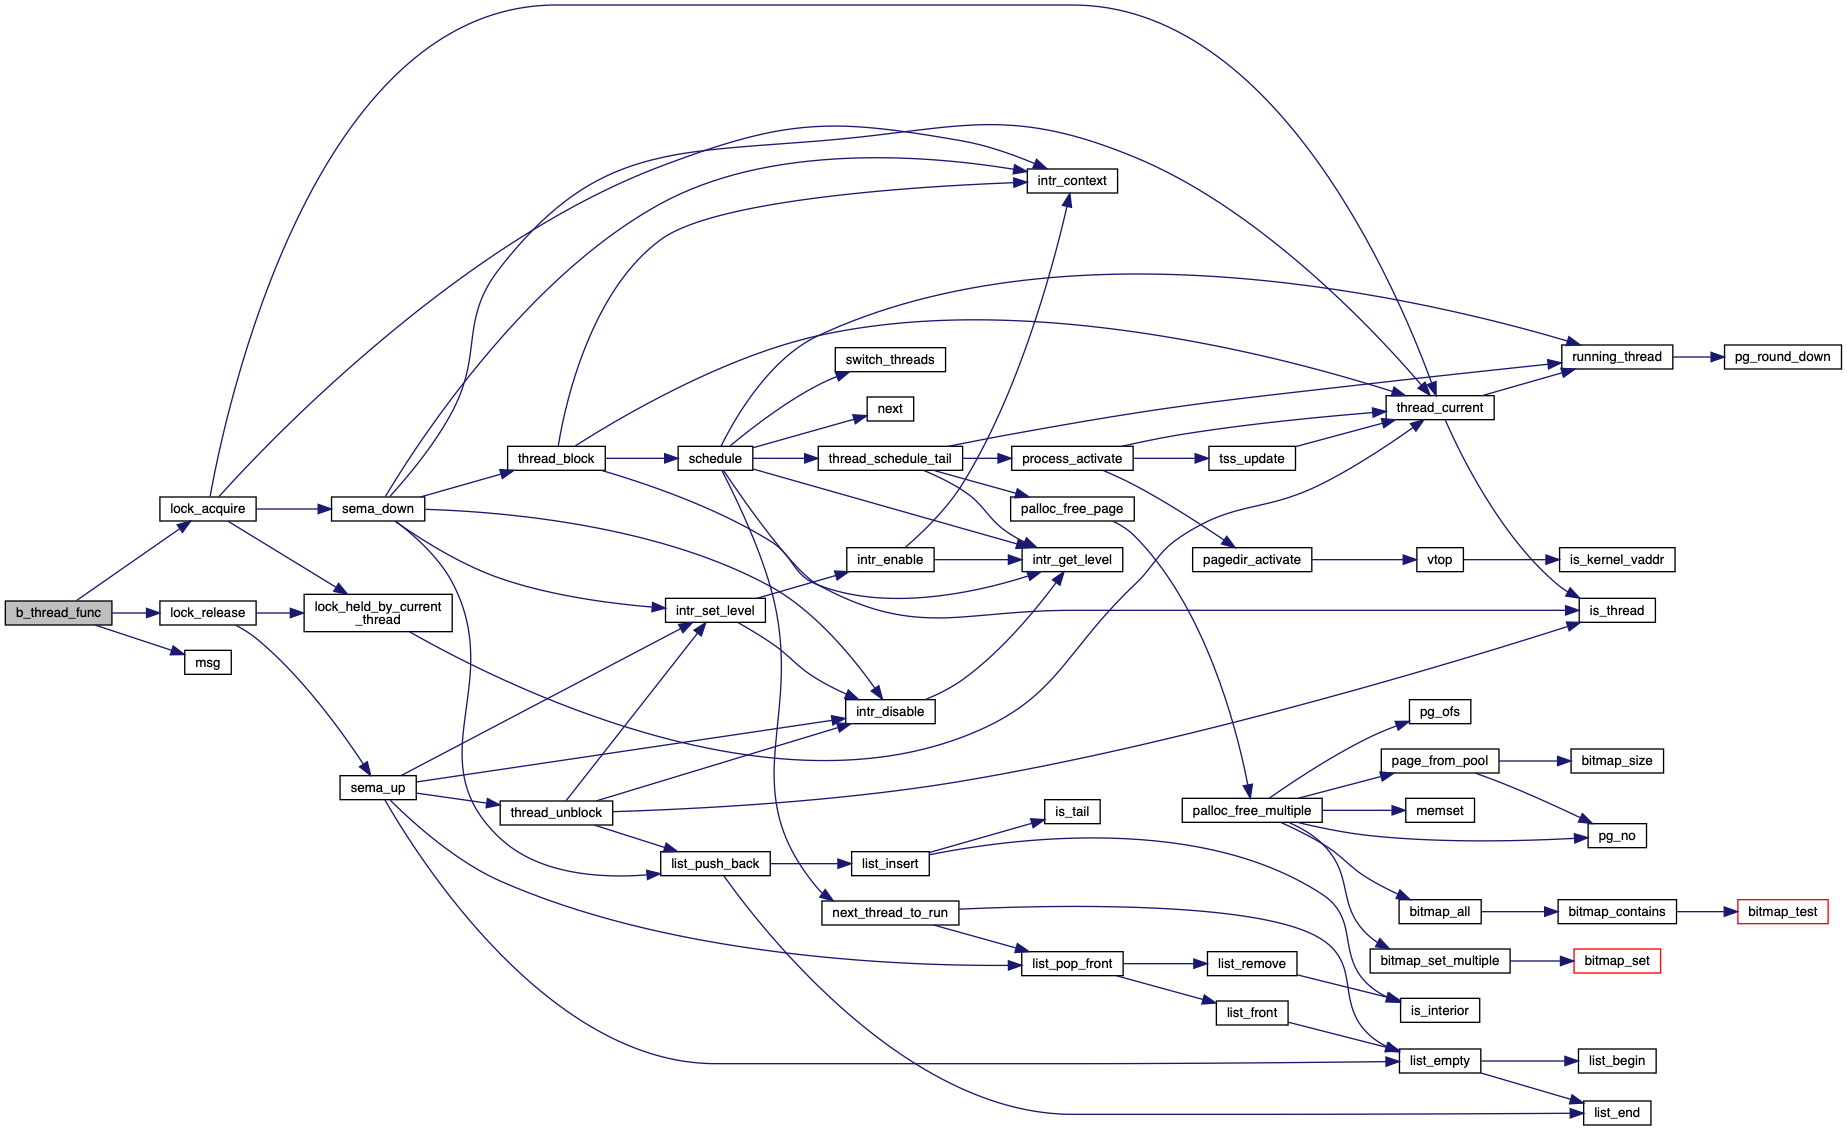 b_thread_func
lock_acquire
lock_release
msg
sema_down
lock_held_by_current
_thread
sema_up
thread_block
thread_unblock
schedule
intr_set_level
list_push_back
switch_threads
next
thread_schedule_tail
intr_enable
intr_disable
list_insert
next_thread_to_run
intr_context
process_activate
palloc_free_page
intr_get_level
is_tail
list_pop_front
tss_update
pagedir_activate
palloc_free_multiple
list_remove
list_front
thread_current
vtop
pg_ofs
page_from_pool
memset
bitmap_all
bitmap_set_multiple
is_interior
list_empty
running_thread
is_kernel_vaddr
is_thread
bitmap_size
pg_no
bitmap_contains
bitmap_set
list_begin
list_end
pg_round_down
bitmap_test